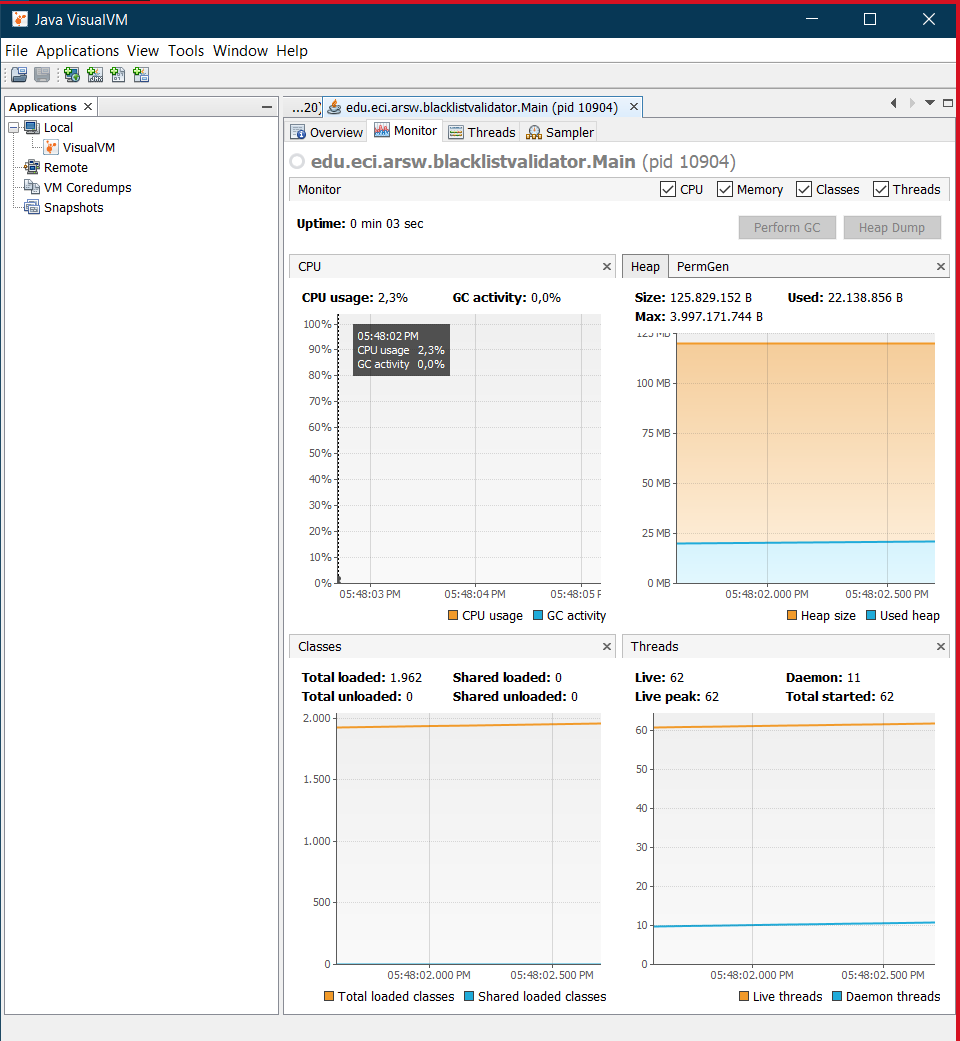 Java VisualVM
File Applications View Tools Window Help
Applications
Local
VisualVM
Remote
VM Coredumps
Snapshots
...20)
edu.eci.arsw.blacklistvalidator.Main (pid 10904)
Overview
Monitor
Threads
Sampler
edu.eci.arsw.blacklistvalidator.Main (pid 10904)
Monitor
CPU
Memory
Classes
Threads
Uptime: 0 min 03 sec
Perform GC
Heap Dump
CPU
CPU usage: 2,3%
GC activity: 0,0%
100%
90%
80%
70%
60%
50%
40%
30%
20%
10%
0%
05:48:02 PM
CPU usage 2,3%
GC activity 0,0%
05:48:03 PM
05:48:04 PM
05:48:05 P
CPU usage
GC activity
Heap
PermGen
Size: 125.829.152 B
Used: 22.138.856 B
Max: 3.997.171.744 B
125 MB
100 MB
75 MB
50 MB
25 MB
0 MB
05:48:02.000 PM
05:48:02.500 PM
Heap size
Used heap
Classes
Total loaded: 1.962
Shared loaded: 0
Total unloaded: 0
Shared unloaded: 0
2.000
1.500
1.000
500
0
05:48:02.000 PM
05:48:02.500 PM
Total loaded classes
Shared loaded classes
Threads
Live: 62
Daemon: 11
Live peak: 62
Total started: 62
60
50
40
30
20
10
0
05:48:02.000 PM
05:48:02.500 PM
Live threads
Daemon threads